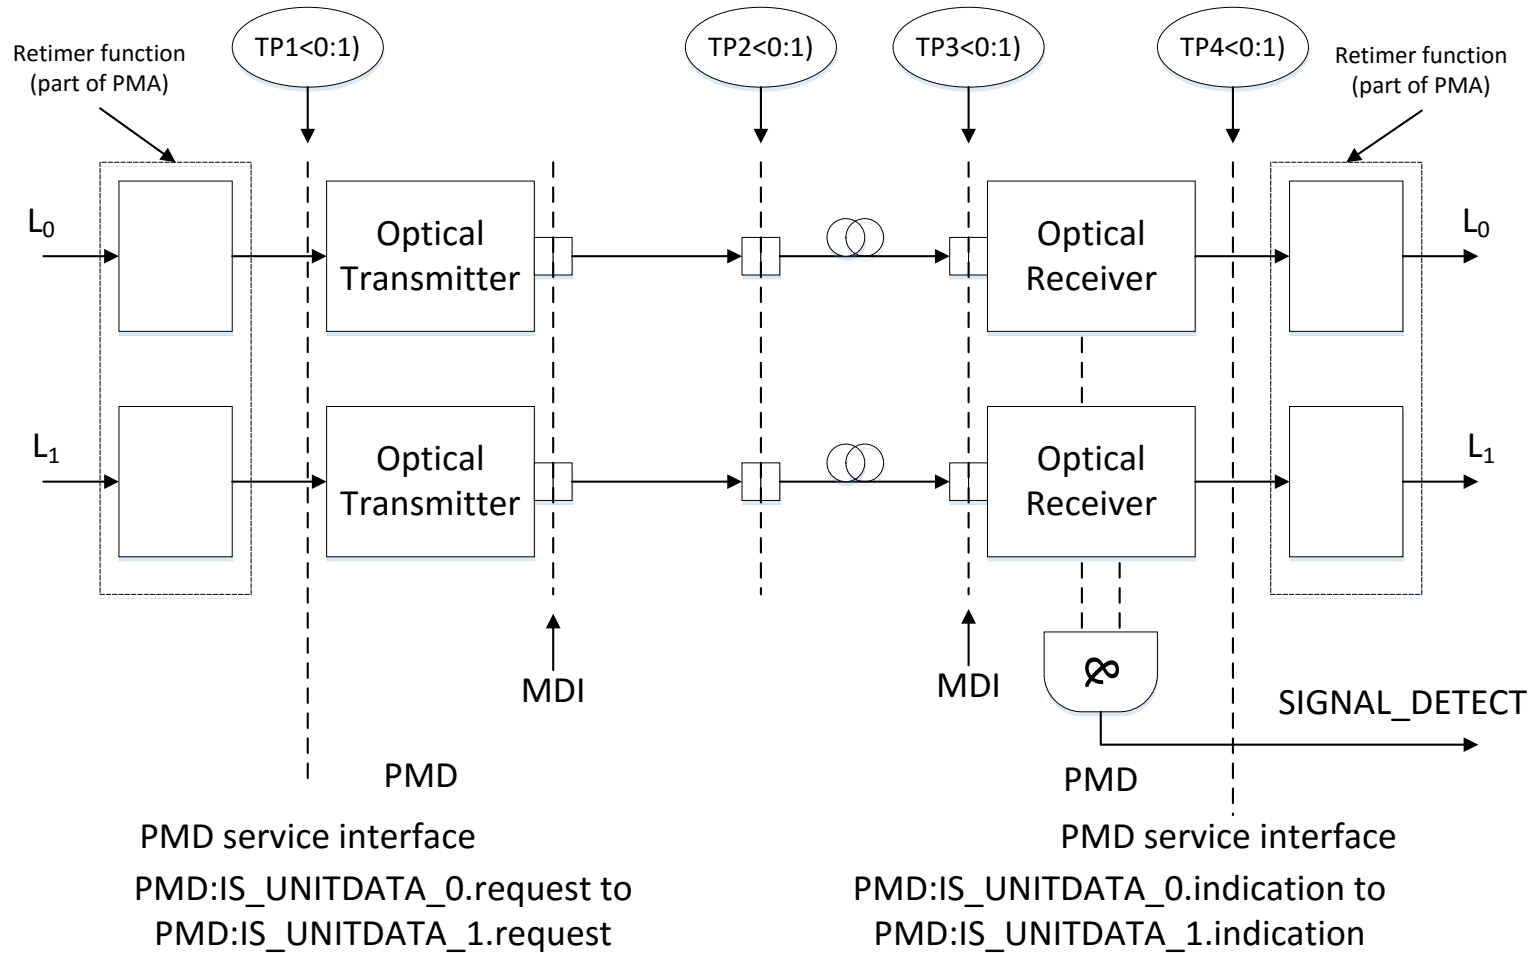 TP1<0:1)
TP2<0:1)
TP3<0:1)
TP4<0:1)
Retimer function
(part of PMA)
Retimer function
(part of PMA)
L0
Optical
Transmitter
Optical
Receiver
L0
L1
Optical
Transmitter
Optical
Receiver
L1
MDI
MDI
&
SIGNAL_DETECT
PMD
PMD
PMD service interface
PMD:IS_UNITDATA_0.request to
PMD:IS_UNITDATA_1.request
PMD service interface
PMD:IS_UNITDATA_0.indication to
PMD:IS_UNITDATA_1.indication